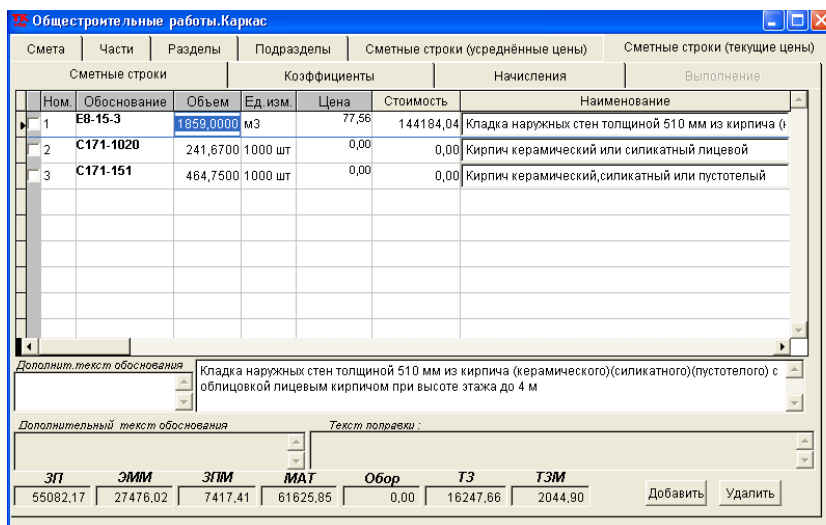 Общестроительные работы.Каркас
Смета Части Разделы Подразделы Сметные строки (усреднённые цены) Сметные строки (текущие цены)
Сметные строки Коэффициенты Начисления Выполнение
Ном. Обоснование Объем Ед.изм. Цена Стоимость Наименование
1 Е8-15-3 1859,0000 м3 77,56 144184,04 Кладка наружных стен толщиной 510 мм из кирпича (к
2 С171-1020 241,6700 1000 шт 0,00 0,00 Кирпич керамический или силикатный лицевой
3 С171-151 464,7500 1000 шт 0,00 0,00 Кирпич керамический,силикатный или пустотелый
Дополнит.текст обоснования
Кладка наружных стен толщиной 510 мм из кирпича (керамического)(силикатного)(пустотелого) с
облицовкой лицевым кирпичом при высоте этажа до 4 м
Дополнительный текст обоснования Текст поправки :
ЗП ЭММ ЗПМ МАТ Обор ТЗ ТЗМ
55082,17 27476,02 7417,41 61625,85 0,00 16247,66 2044,90 Добавить Удалить